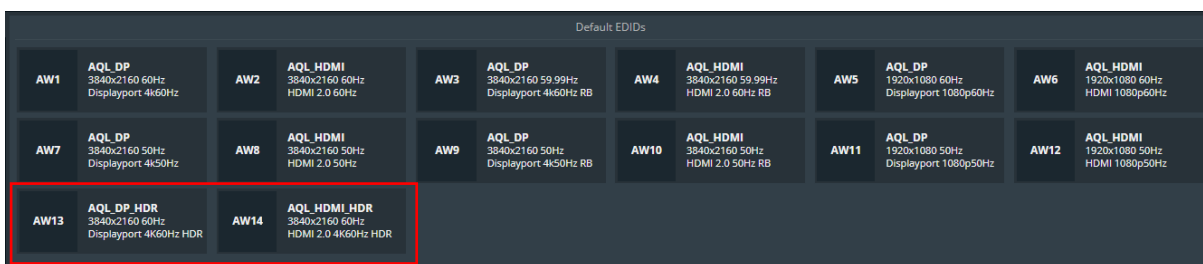 Default EDIDs
AW1
AQL_DP
3840x2160 60Hz
Displayport 4k60Hz
AW2
AQL_HDMI
3840x2160 60Hz
HDMI 2.0 60Hz
AW3
AQL_DP
3840x2160 59.99Hz
Displayport 4k60Hz RB
AW4
AQL_HDMI
3840x2160 59.99Hz
HDMI 2.0 60Hz RB
AW5
AQL_DP
1920x1080 60Hz
Displayport 1080p60Hz
AW6
AQL_HDMI
1920x1080 60Hz
HDMI 1080p60Hz
AW7
AQL_DP
3840x2160 50Hz
Displayport 4k50Hz
AW8
AQL_HDMI
3840x2160 50Hz
HDMI 2.0 50Hz
AW9
AQL_DP
3840x2160 50Hz
Displayport 4k50Hz RB
AW10
AQL_HDMI
3840x2160 50Hz
HDMI 2.0 50Hz RB
AW11
AQL_DP
1920x1080 50Hz
Displayport 1080p50Hz
AW12
AQL_HDMI
1920x1080 50Hz
HDMI 1080p50Hz
AW13
AQL_DP_HDR
3840x2160 60Hz
Displayport 4K60Hz HDR
AW14
AQL_HDMI_HDR
3840x2160 60Hz
HDMI 2.0 4K60Hz HDR